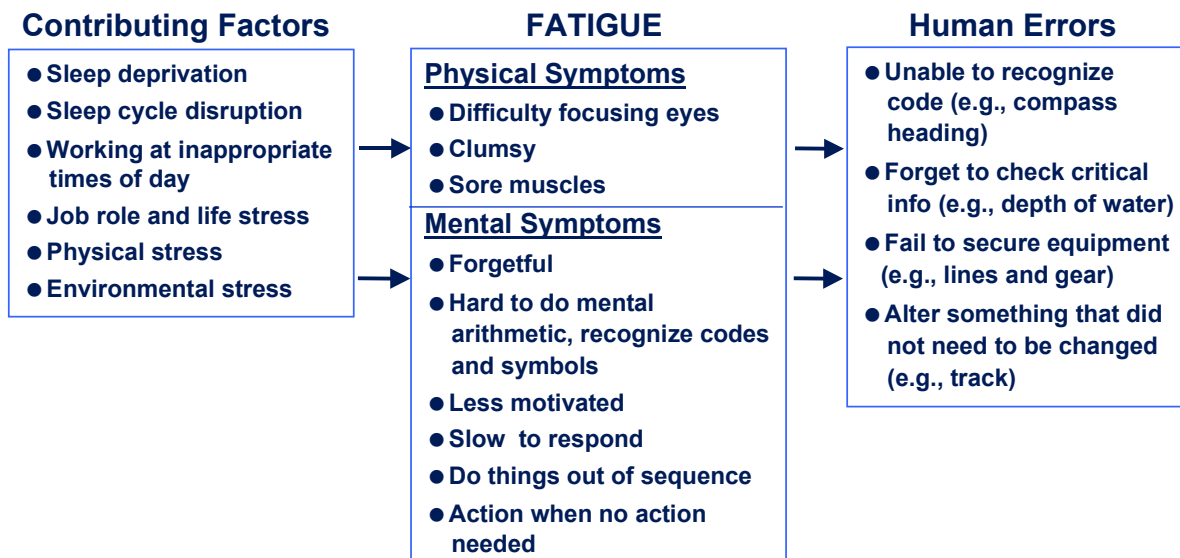 Contributing Factors
● Sleep deprivation
● Sleep cycle disruption
● Working at inappropriate
times of day
● Job role and life stress
● Physical stress
● Environmental stress
FATIGUE
Physical Symptoms
● Difficulty focusing eyes
● Clumsy
● Sore muscles
Mental Symptoms
● Forgetful
● Hard to do mental
arithmetic, recognize codes
and symbols
● Less motivated
● Slow to respond
● Do things out of sequence
● Action when no action
needed
Human Errors
● Unable to recognize
code (e.g., compass
heading)
● Forget to check critical
info (e.g., depth of water)
● Fail to secure equipment
(e.g., lines and gear)
● Alter something that did
not need to be changed
(e.g., track)